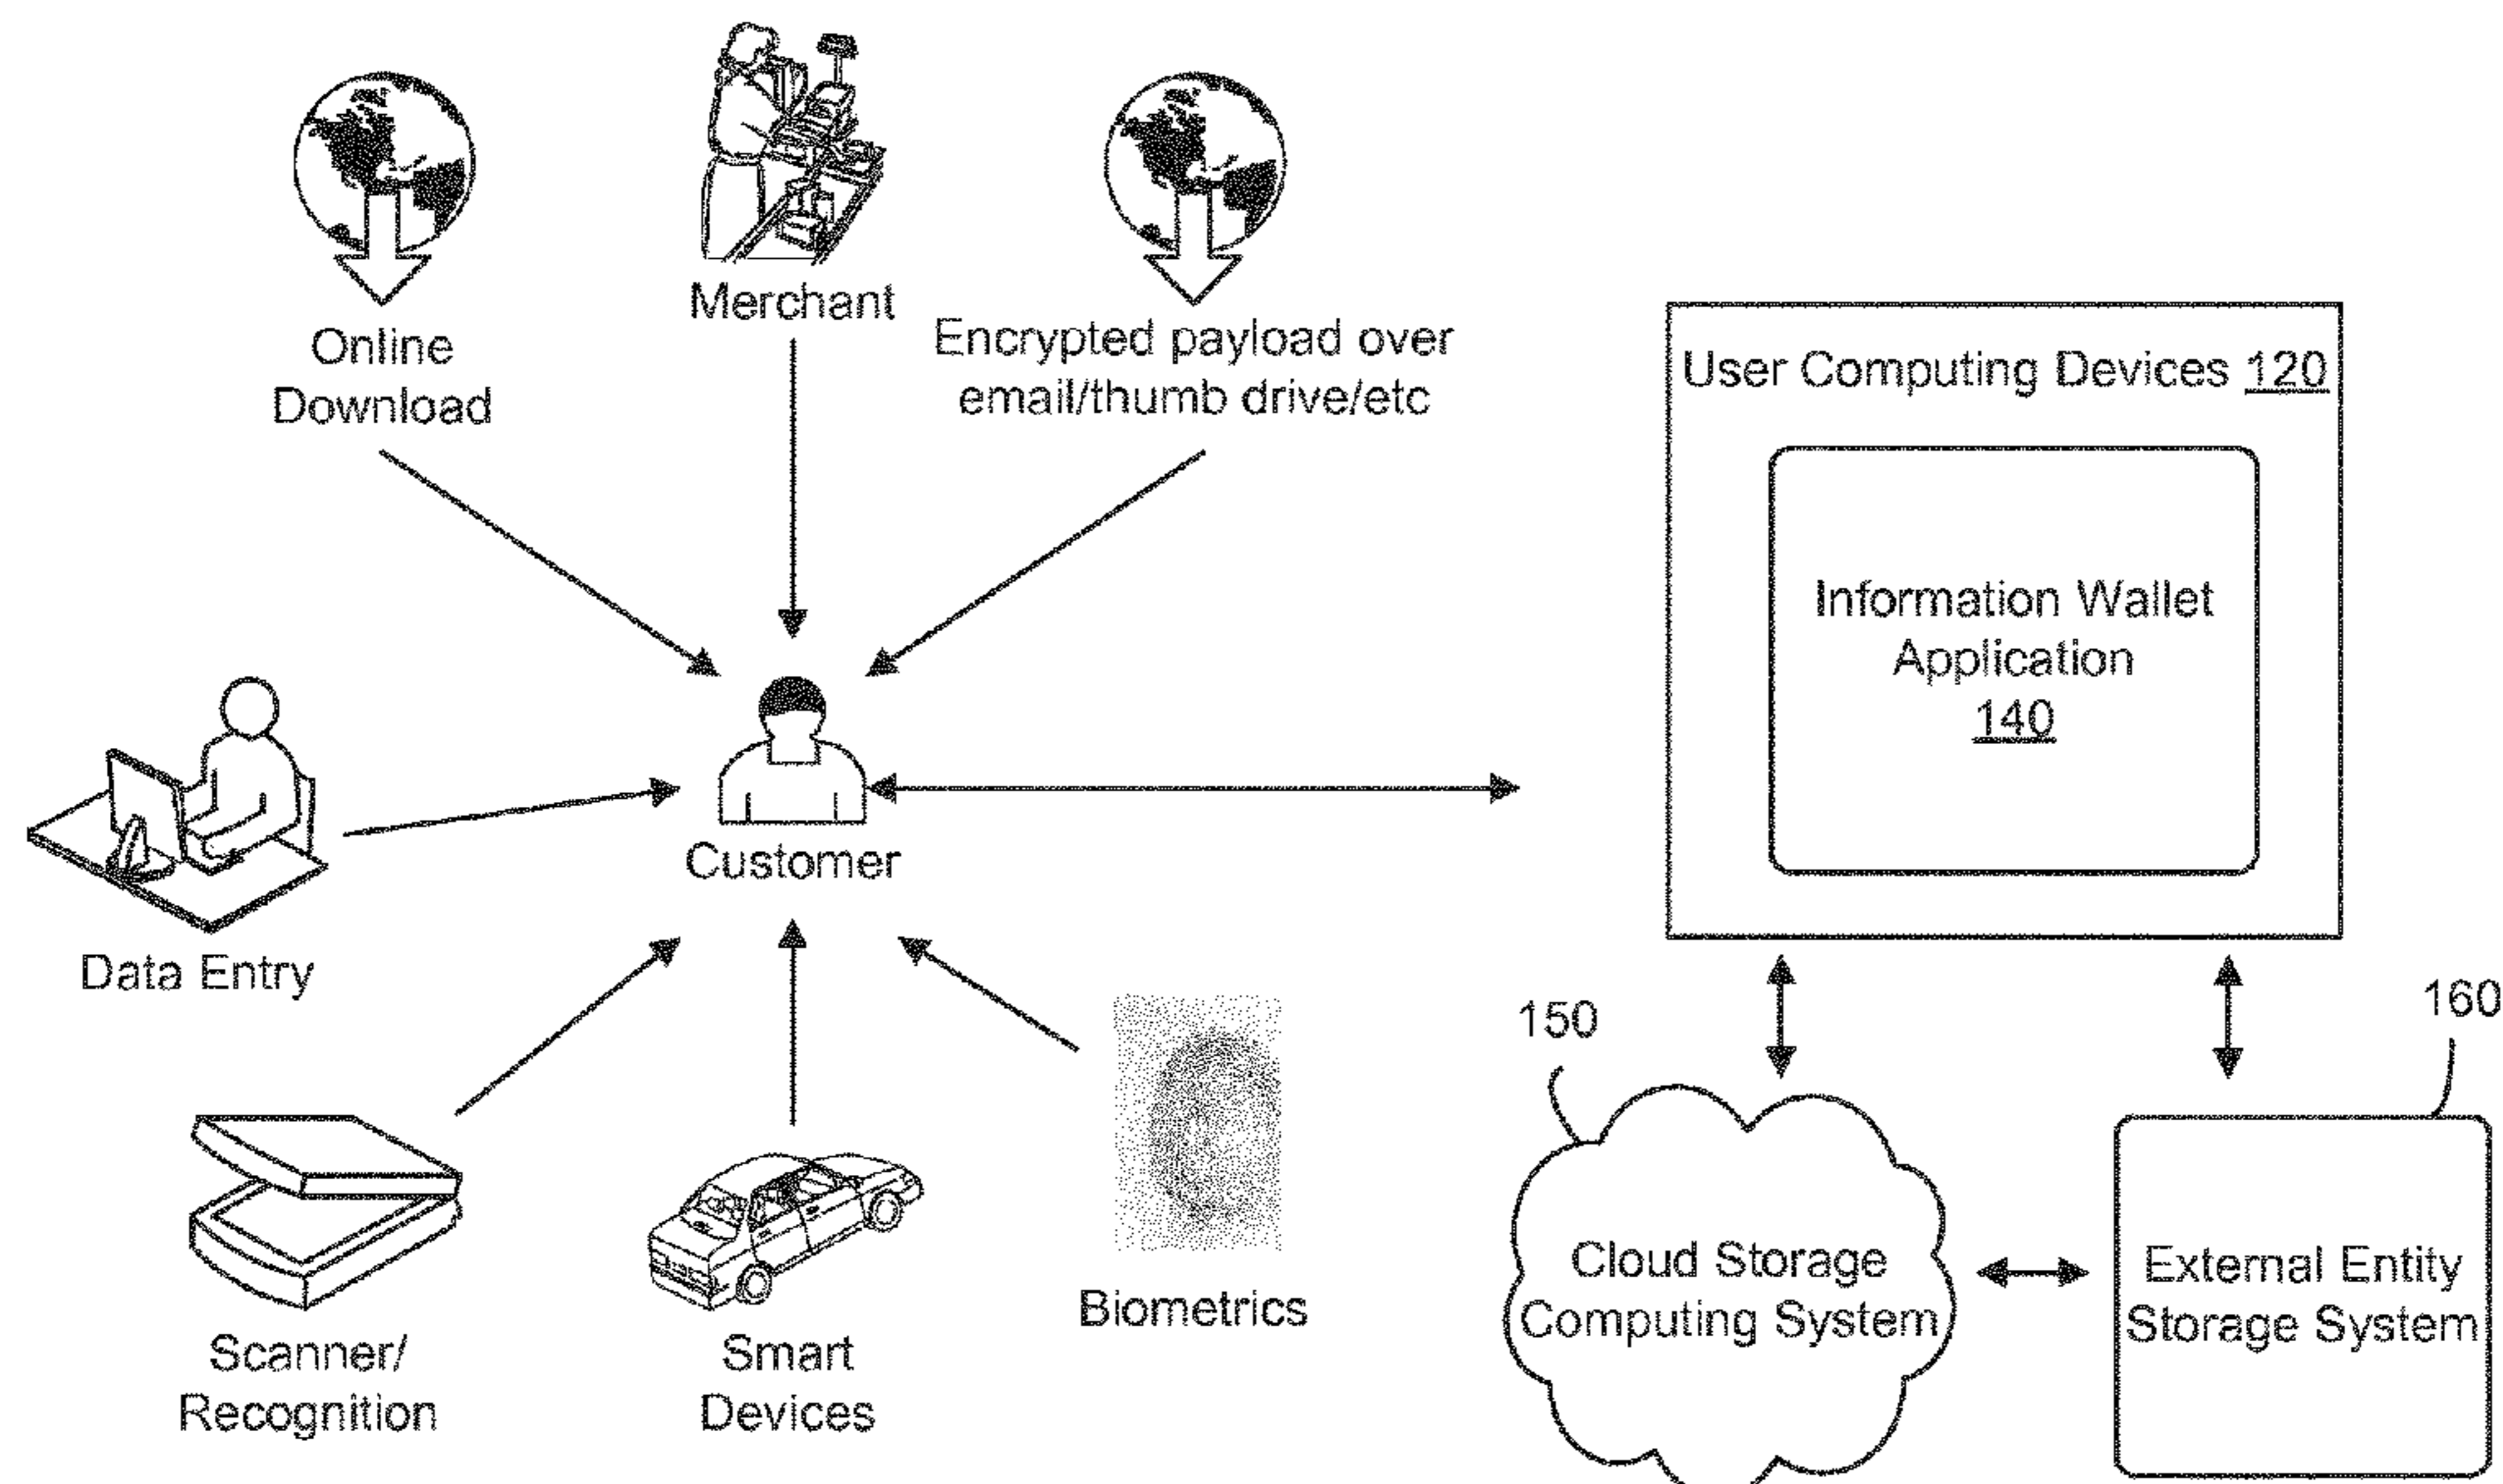 Online
Download
Merchant
Encrypted payload over
email/thumb drive/etc
User Computing Devices 120
Information Wallet
Application
140
Customer
Data Entry
Scanner/
Recognition
Smart
Devices
Biometrics
150
160
Cloud Storage
Computing System
External Entity
Storage System